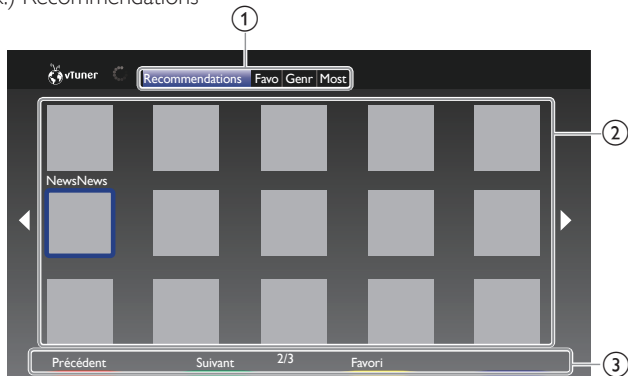 .) Recommendations
1
vTuner Recommendations Favo Genr Most
2
NewsNews
Précédent Suivant 2/3 Favori
3